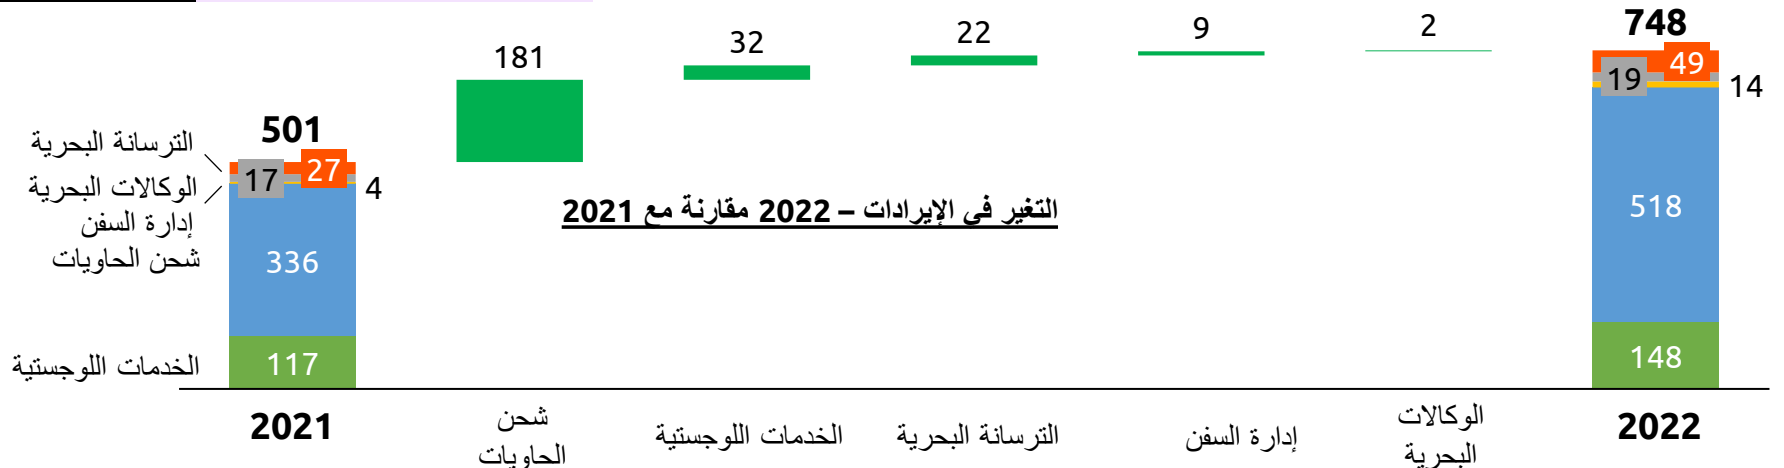 748
501
181
32
22
9
2
49
19
14
الترسانة البحرية
27
17
4
الوكالات البحرية
إدارة السفن
شحن الحاويات
التغير في الإيرادات – 2022 مقارنة مع 2021
518
336
الخدمات اللوجستية
117
148
2021
شحن
الحاويات
الخدمات اللوجستية
الترسانة البحرية
إدارة السفن
الوكالات
البحرية
2022